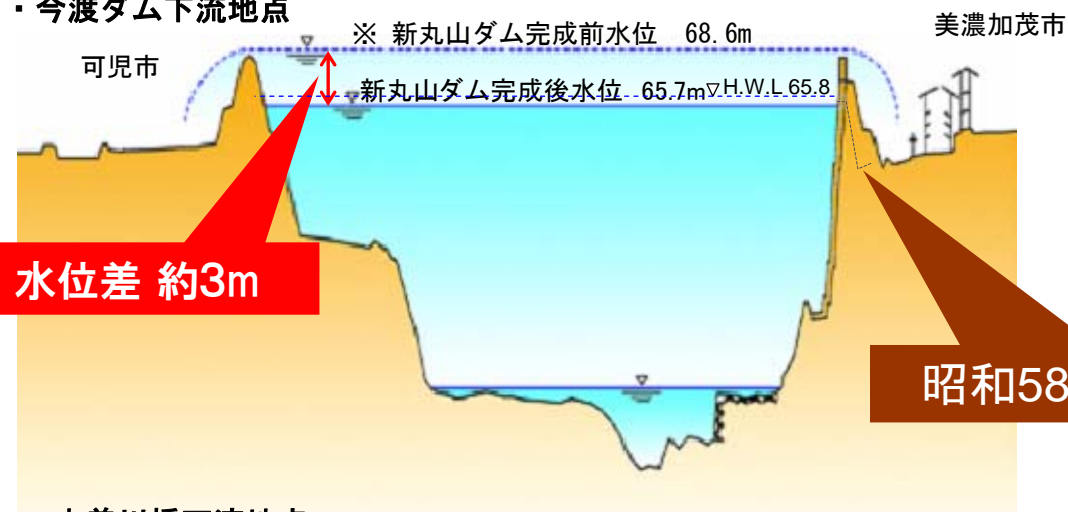 ・今渡ダム下流地点
※ 新丸山ダム完成前水位 68.6m
美濃加茂市
可児市
新丸山ダム完成後水位 65.7m▽H.W.L 65.8
水位差 約3m
昭和58